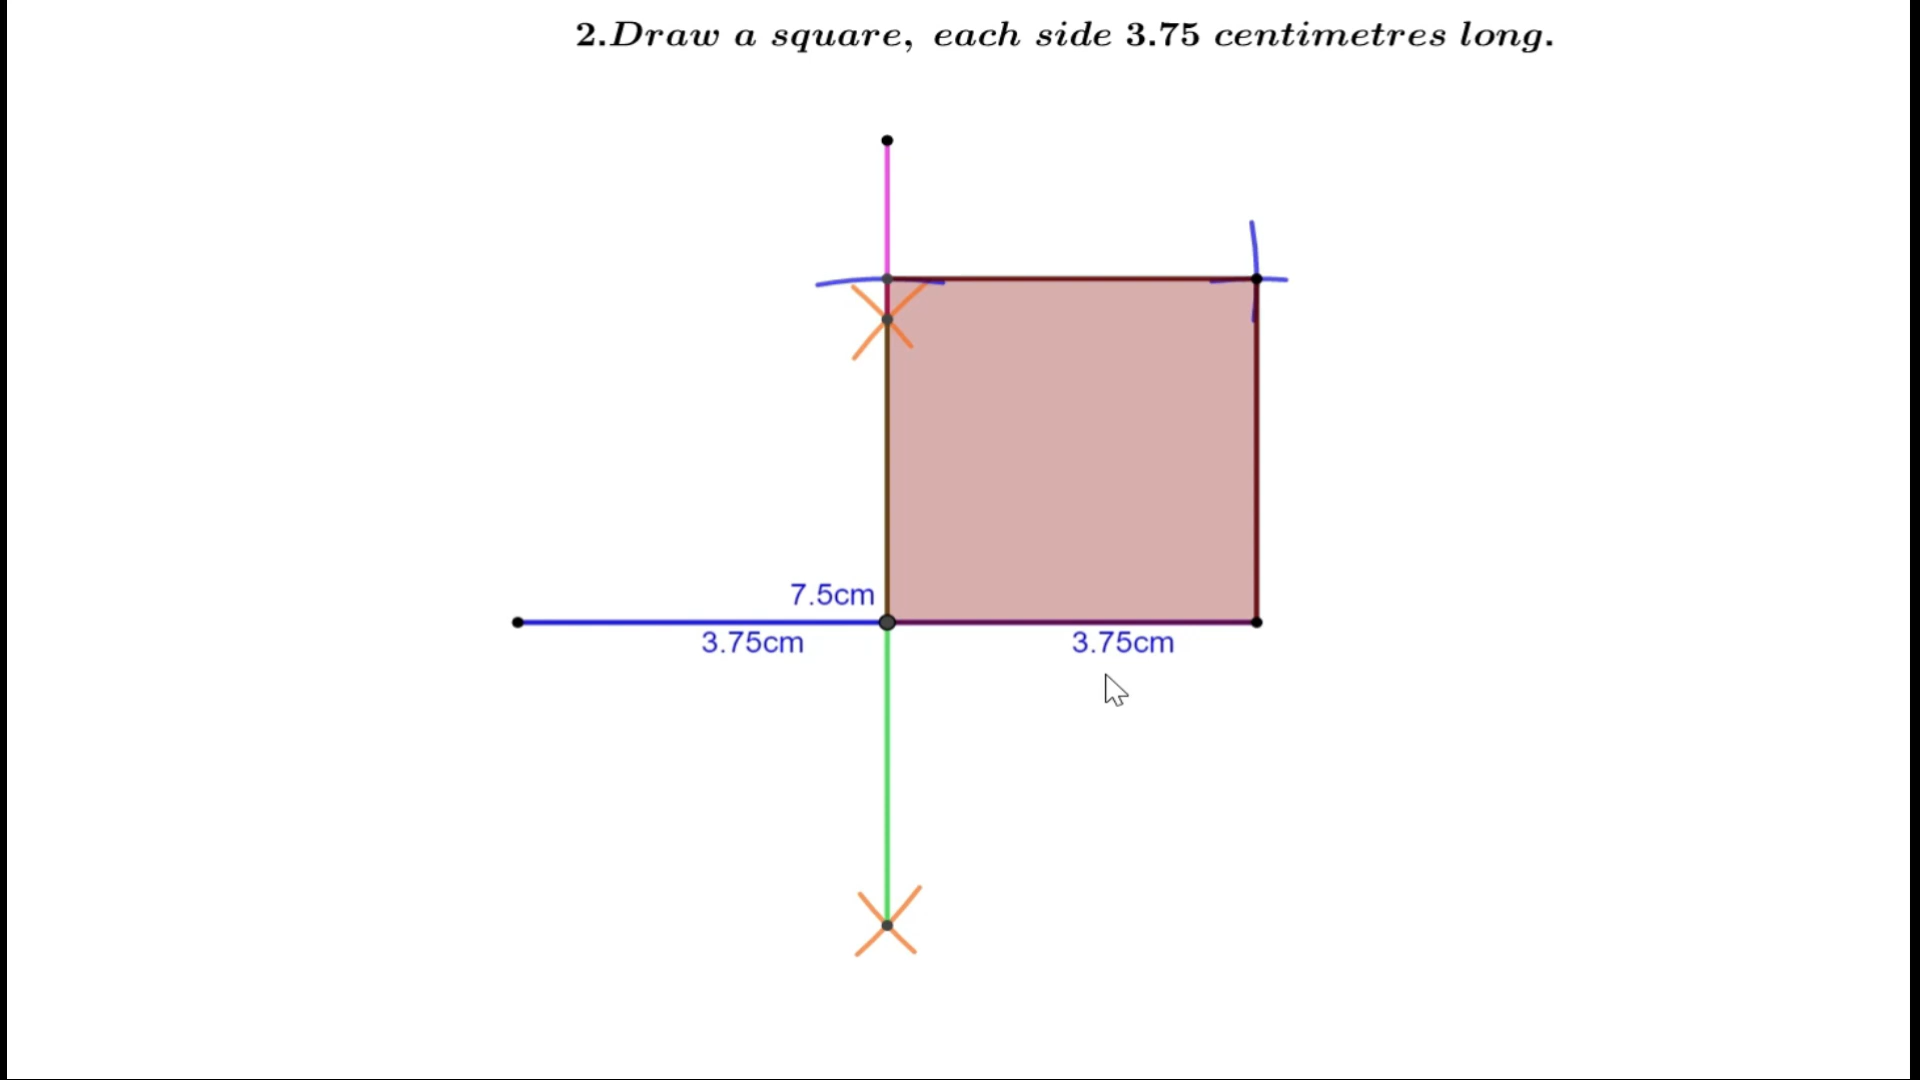 2.Draw a square, each side 3.75 centimetres long.
7.5cm
3.75cm
3.75cm